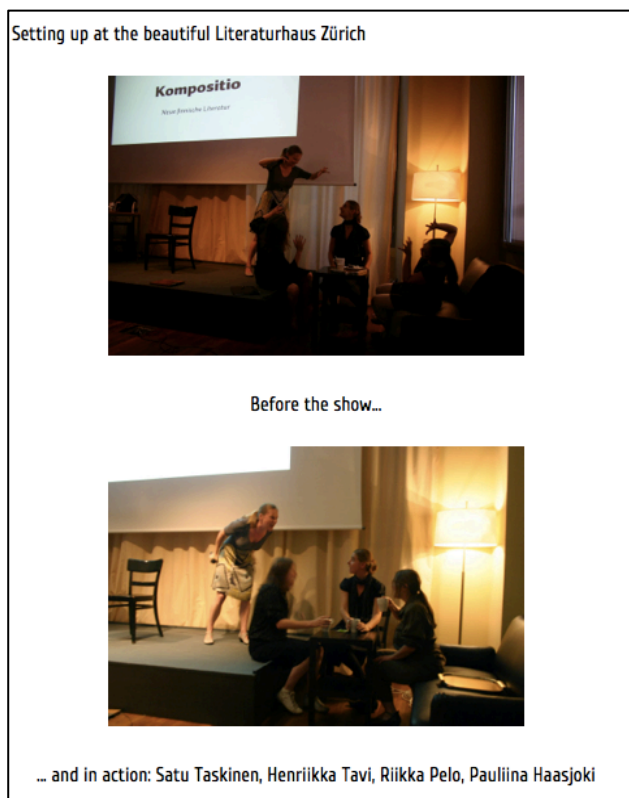 Setting up at the beautiful Literaturhaus Zürich
Kompositio
Neue finnische Literatur
Before the show...
... and in action: Satu Taskinen, Henriikka Tavi, Riikka Pelo, Pauliina Haasjoki